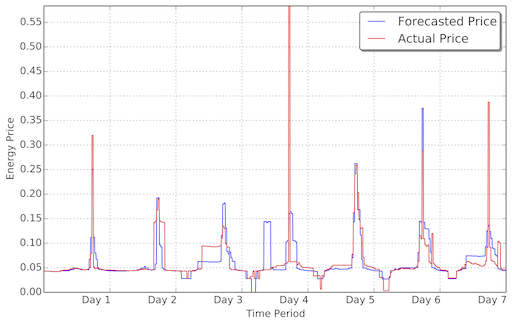 Forecasted Price
Actual Price
Energy Price
0.55
0.50
0.45
0.40
0.35
0.30
0.25
0.20
0.15
0.10
0.05
0.00
Day 1 Day 2 Day 3 Day 4 Day 5 Day 6 Day 7
Time Period